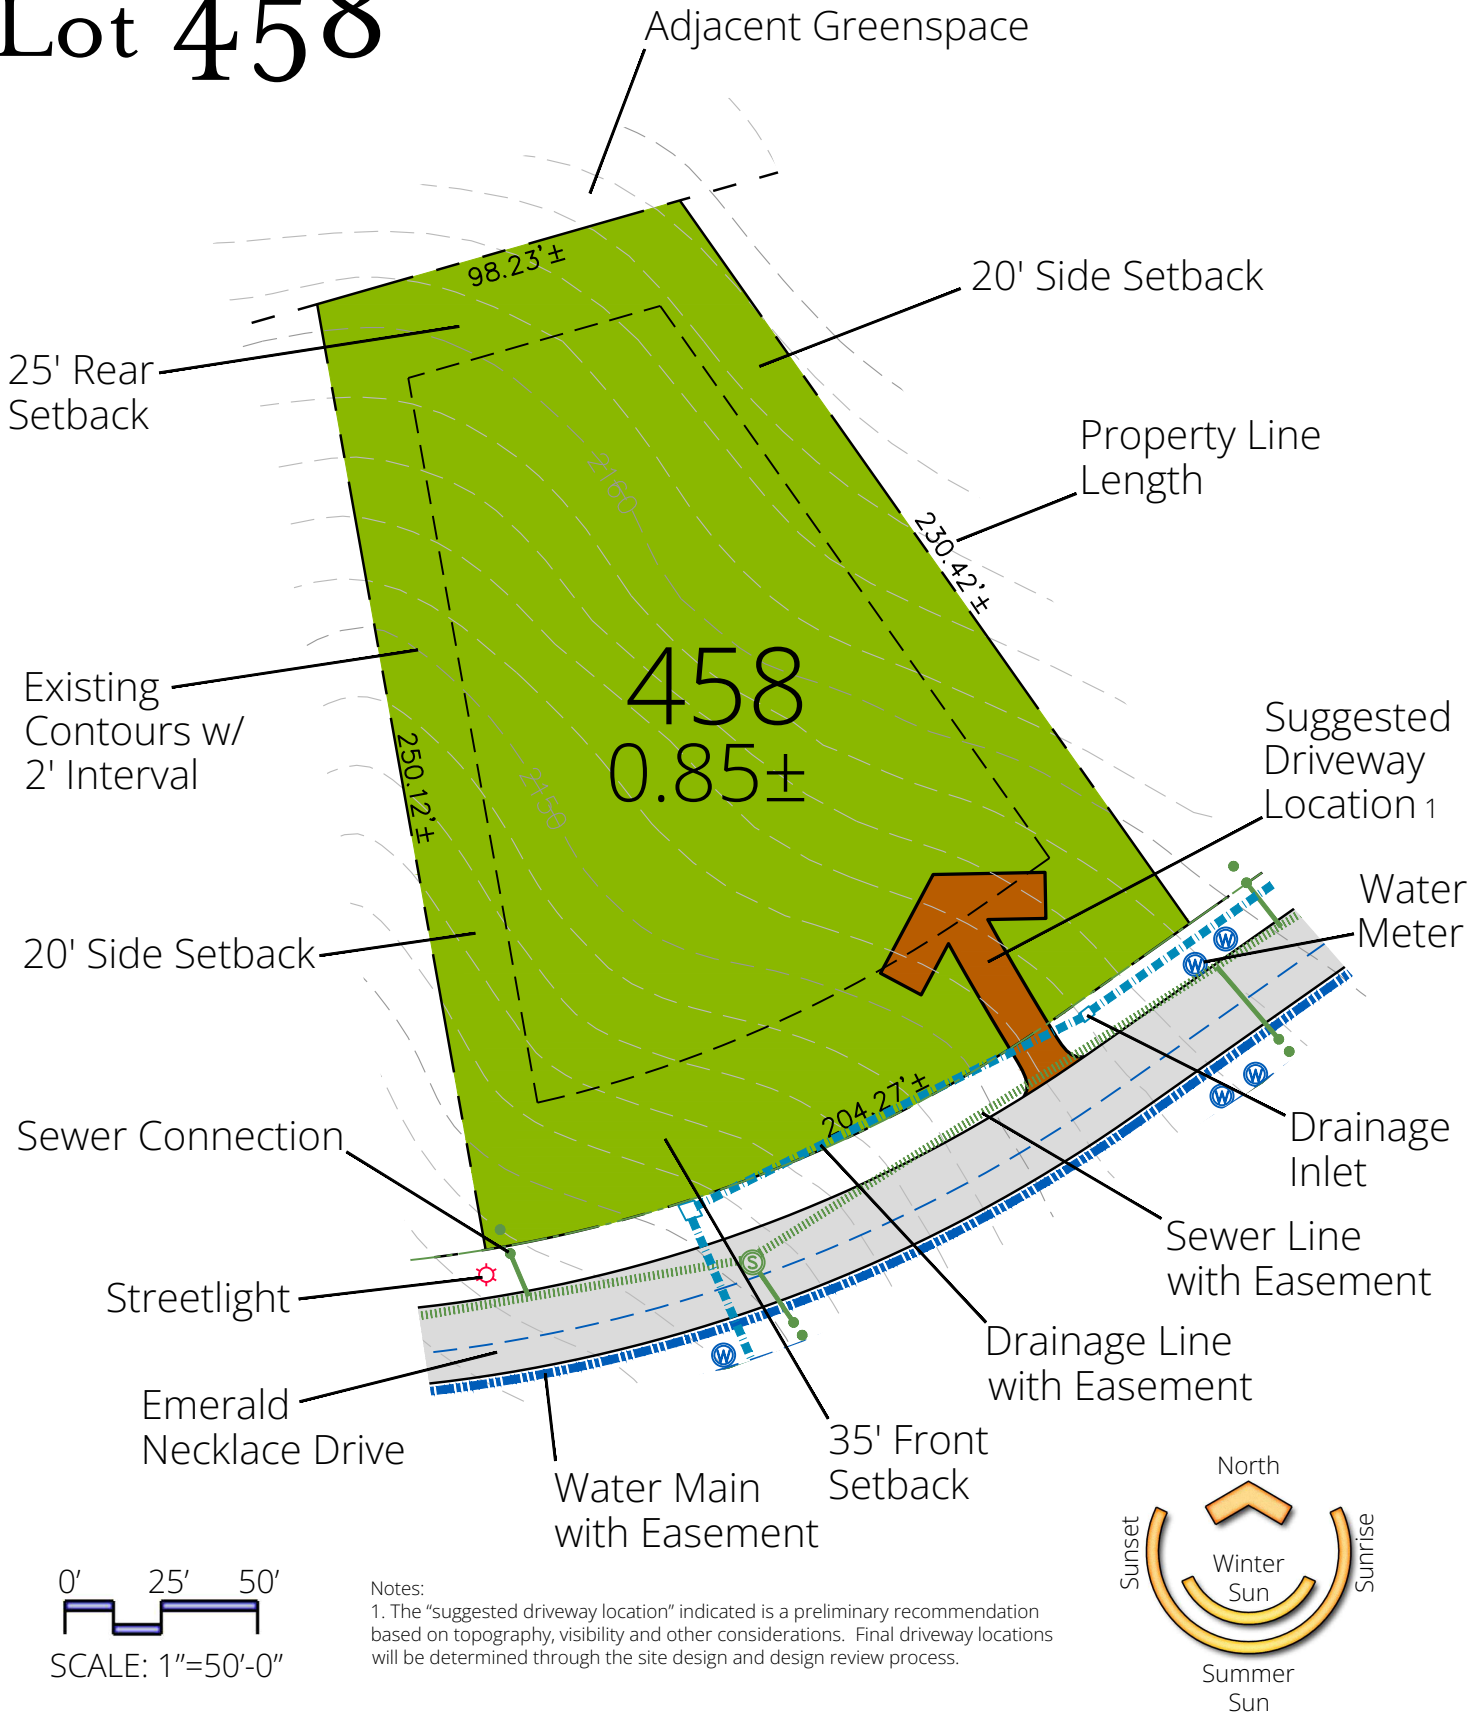 Lot 458
Adjacent Greenspace
98.23'±
20' Side Setback
25' Rear
Setback
Property Line
Length
2160
230.42'±
Existing
Contours w/
2' Interval
458
0.85±
250.12'±
2150
Suggested
Driveway
Location 1
Water
Meter
W
W
20' Side Setback
W
W
204.27'±
Sewer Connection
Drainage
Inlet
Sewer Line
with Easement
S
Streetlight
W
Drainage Line
with Easement
Emerald
Necklace Drive
35' Front
Setback
Water Main
with Easement
North
Sunset
Sunrise
Winter
Sun
Summer
Sun
0' 25' 50'
SCALE: 1"=50'-0"
Notes:
1. The “suggested driveway location” indicated is a preliminary recommendation
based on topography, visibility and other considerations. Final driveway locations
will be determined through the site design and design review process.